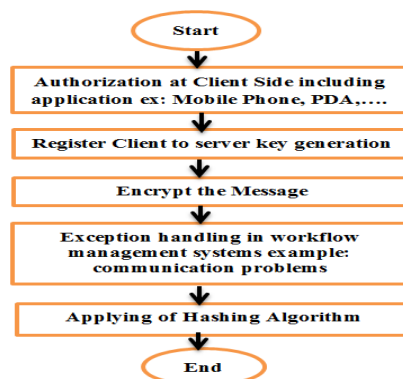 Start
Authorization at Client Side including
application ex: Mobile Phone, PDA,....
Register Client to server key generation
Encrypt the Message
Exception handling in workflow
management systems example:
communication problems
Applying of Hashing Algorithm
End